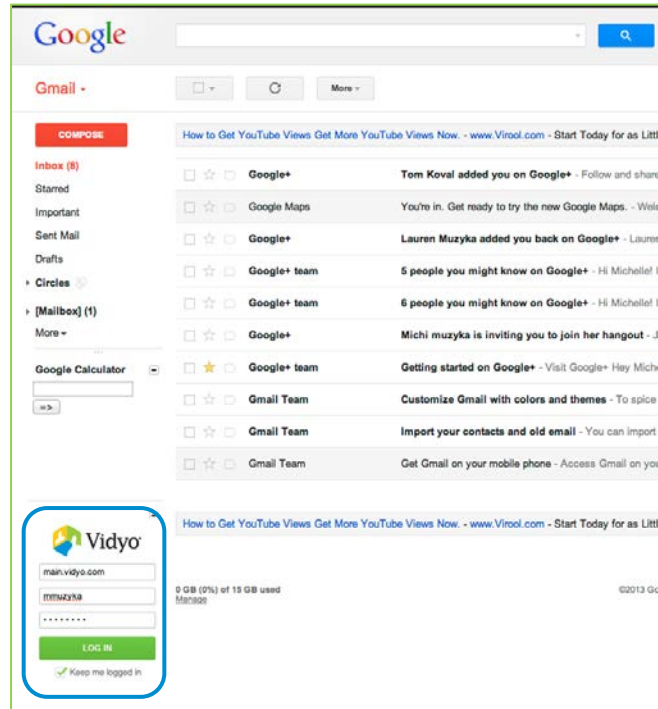 Google
Gmail
More
COMPOSE
How to Get YouTube Views Get More YouTube Views Now. - www.Virool.com - Start Today for as Littl
Inbox (8)
Starred
Important
Sent Mail
Drafts
Circles
[Mailbox] (1)
More
Google Calculator
=>
Google+ Tom Koval added you on Google+ - Follow and share
Google Maps You're in. Get ready to try the new Google Maps. -
Google+ Lauren Muzyka added you back on Google+ -
Google+ team 5 people you might know on Google+ - Hi Michelle!
Google+ team 6 people you might know on Google+ - Hi Michelle!
Google+ Michi muzyka is inviting you to join her hangout -
Google+ team Getting started on Google+ - Visit Google+ Hey
Gmail Team Customize Gmail with colors and themes - To spice
Gmail Team Import your contacts and old email - You can import
Gmail Team Get Gmail on your mobile phone - Access Gmail on you
How to Get YouTube Views Get More YouTube Views Now. - www.Virool.com - Start Today for as Littl
0 GB (0%) of 15 GB used
Manage
©2013 Go
Vidyo
main.vidyo.com
mmuzyka
LOG IN
Keep me logged in